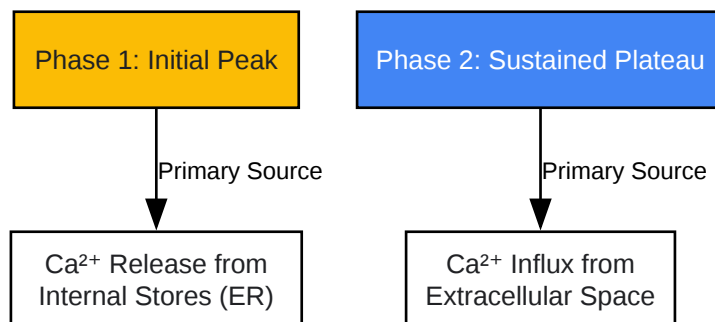 Phase 1: Initial Peak
Phase 2: Sustained Plateau
Primary Source
Primary Source
Ca²⁺ Release from
Internal Stores (ER)
Ca²⁺ Influx from
Extracellular Space